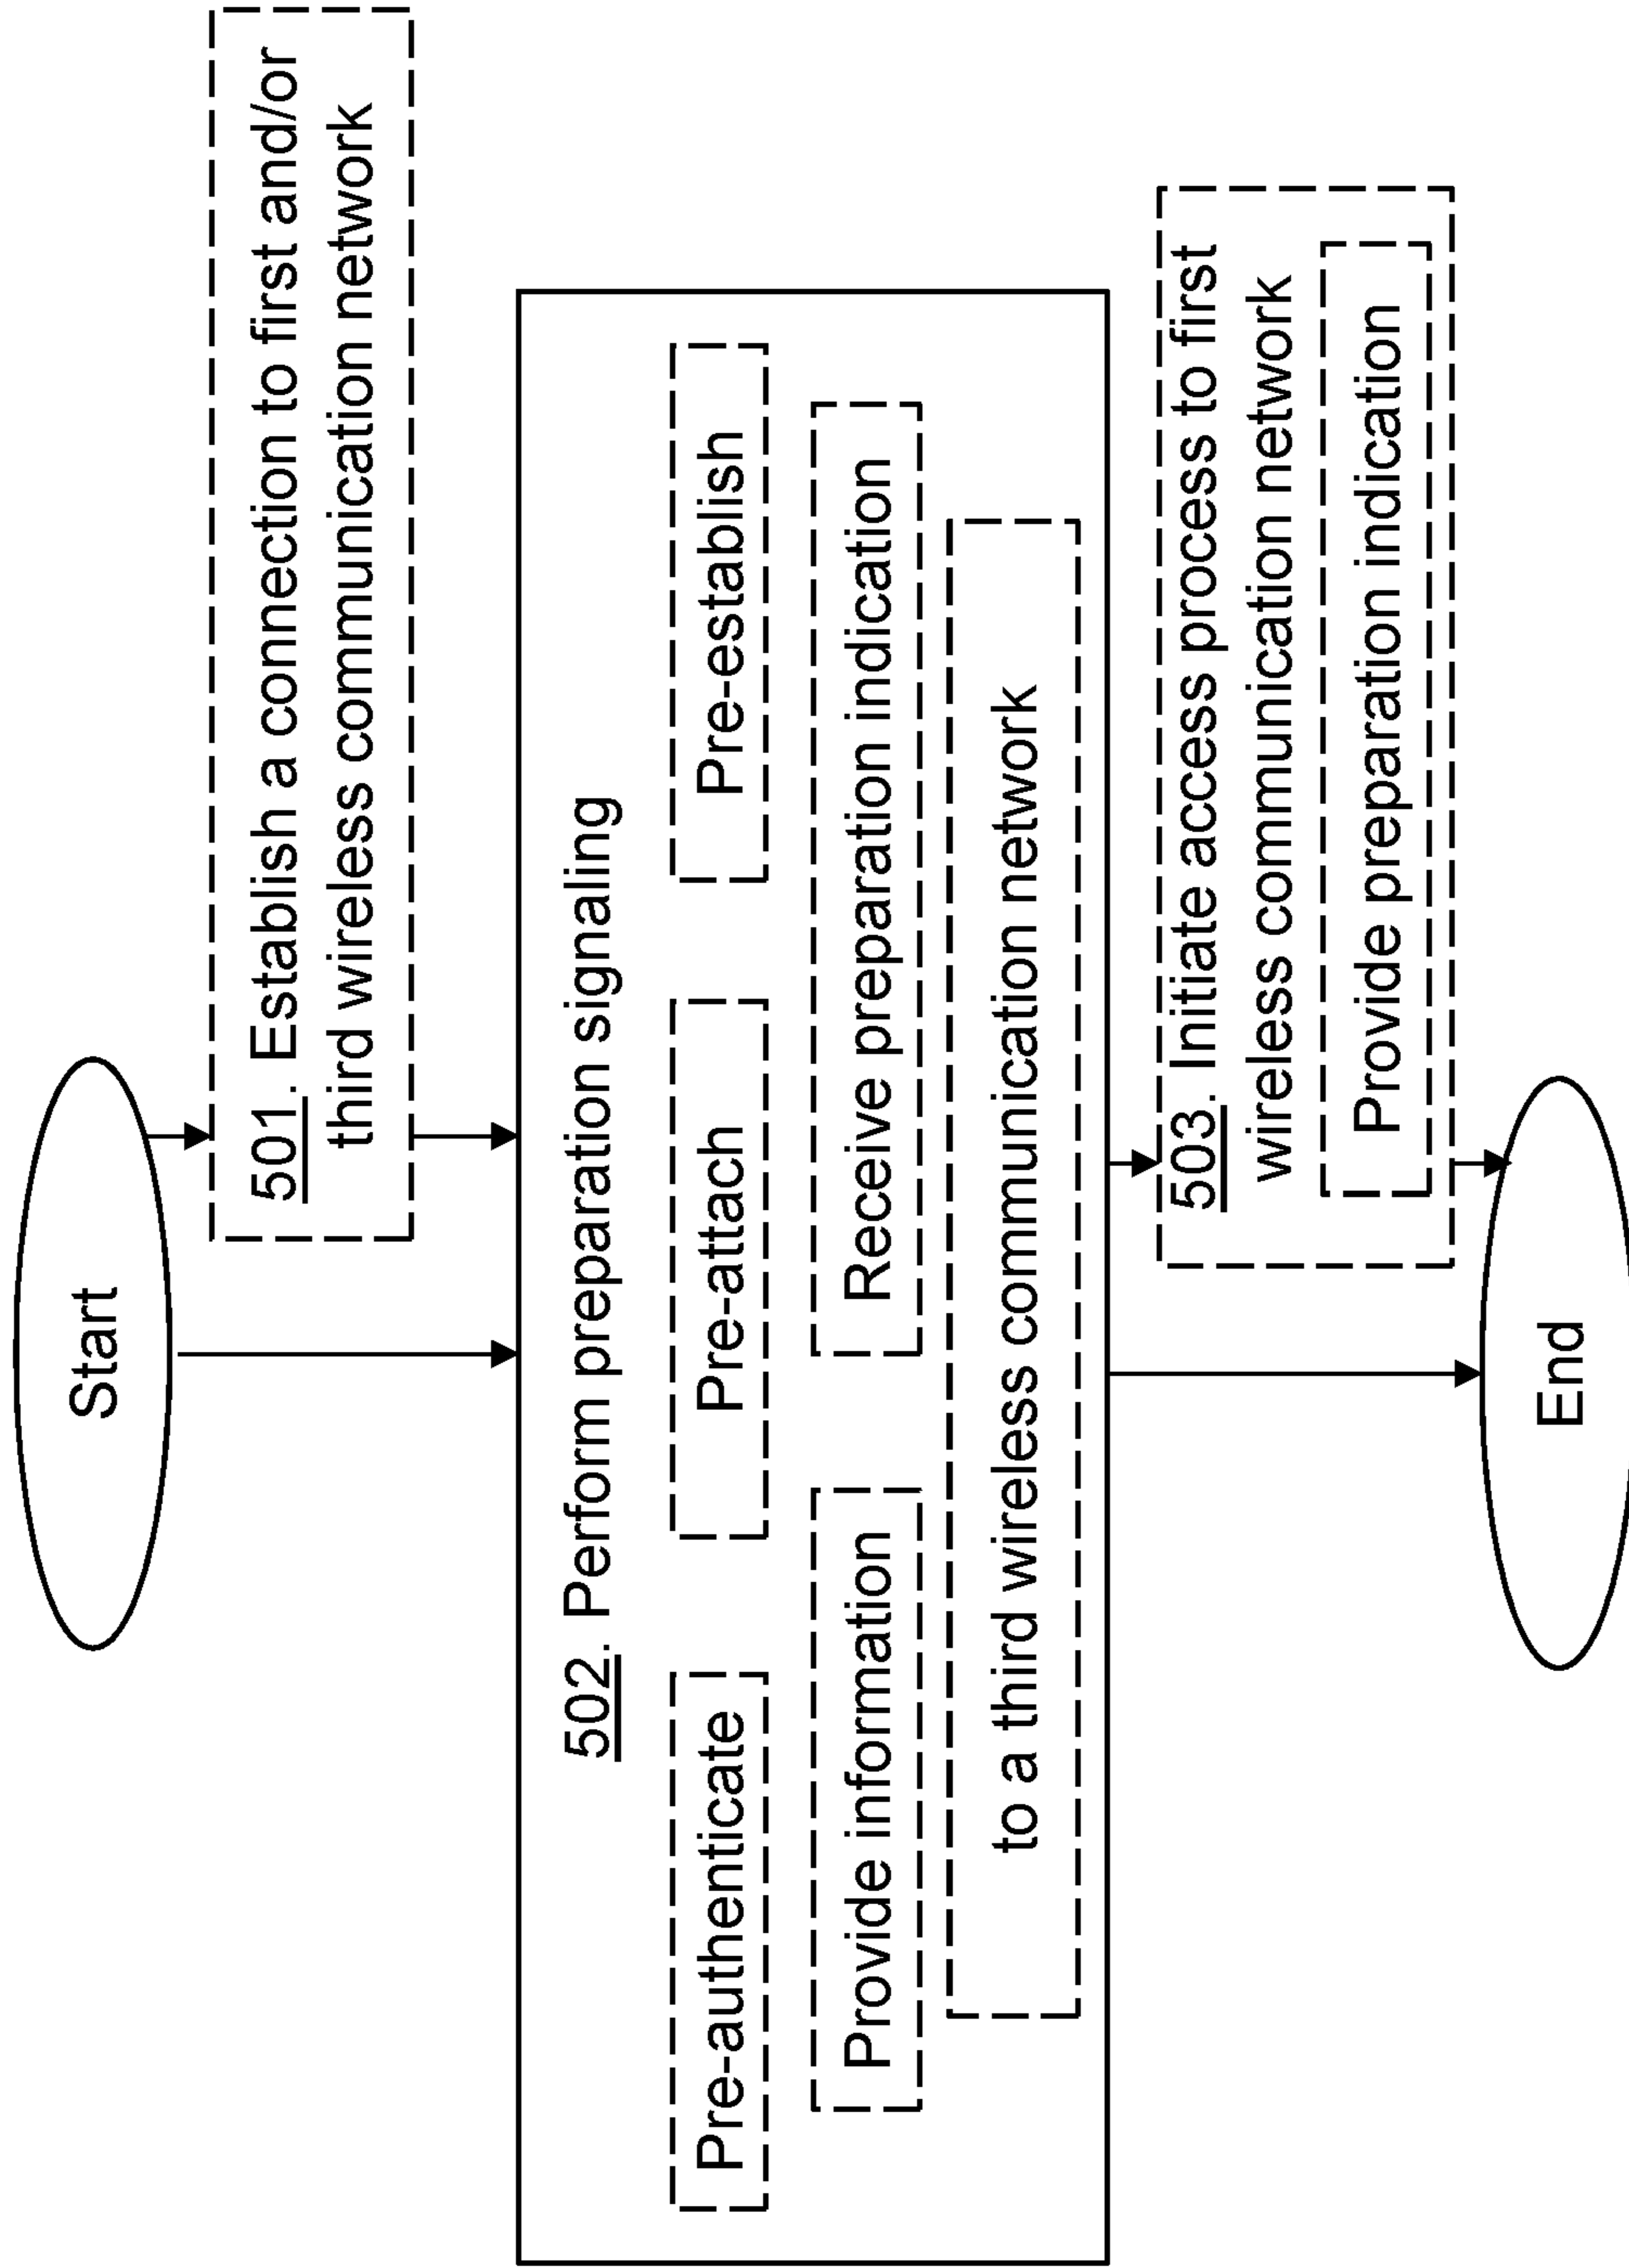 Start
501. Establish a connection to first and/or
third wireless communication network
502. Perform preparation signaling
Pre-authenticate
Pre-attach
Pre-establish
Provide information
Receive preparation indication
to a third wireless communication network
503. Initiate access process to first
wireless communication network
Provide preparation indication
End